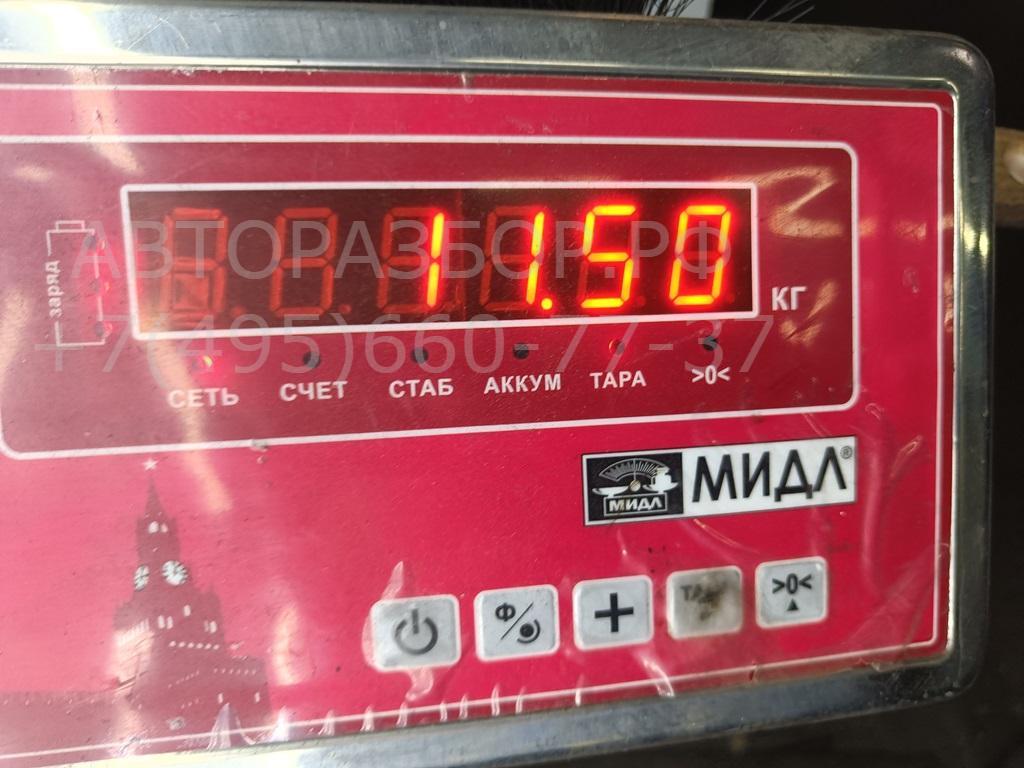 АВТОРАЗБОР.РФ
11.50
КГ
заряд
+7(495)660-77-37
СЕТЬ СЧЕТ СТАБ АККУМ ТАРА >0<
МИДЛ МИДЛ®
Ф + >0<